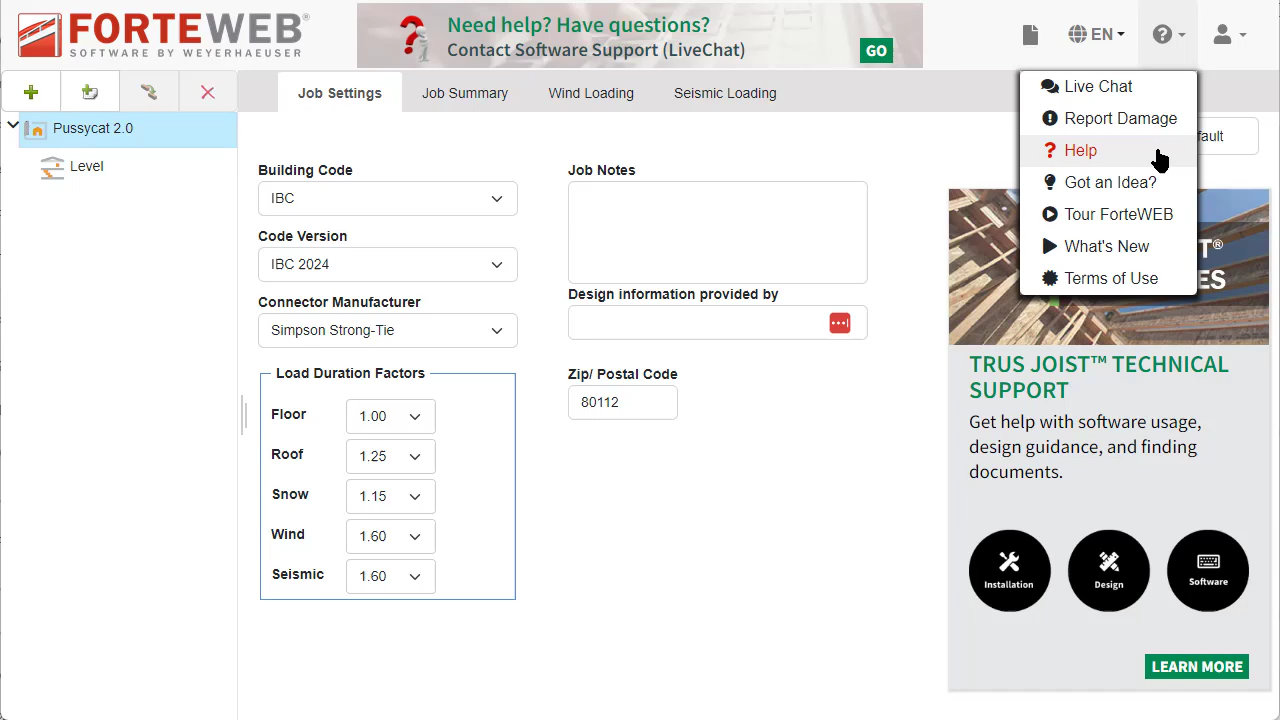 FORTEWEB®
SOFTWARE BY WEYERHAEUSER
Need help? Have questions?
Contact Software Support (LiveChat)
GO
EN
Live Chat
Report Damage
Help
Got an Idea?
Tour ForteWEB
What's New
Terms of Use
Job Settings
Job Summary
Wind Loading
Seismic Loading
Pussycat 2.0
Level
Building Code
IBC
Code Version
IBC 2024
Connector Manufacturer
Simpson Strong-Tie
Load Duration Factors
Floor 1.00
Roof 1.25
Snow 1.15
Wind 1.60
Seismic 1.60
Job Notes
Design information provided by
Zip/ Postal Code
80112
TRUS JOIST™ TECHNICAL
SUPPORT
Get help with software usage,
design guidance, and finding
documents.
Installation
Design
Software
LEARN MORE